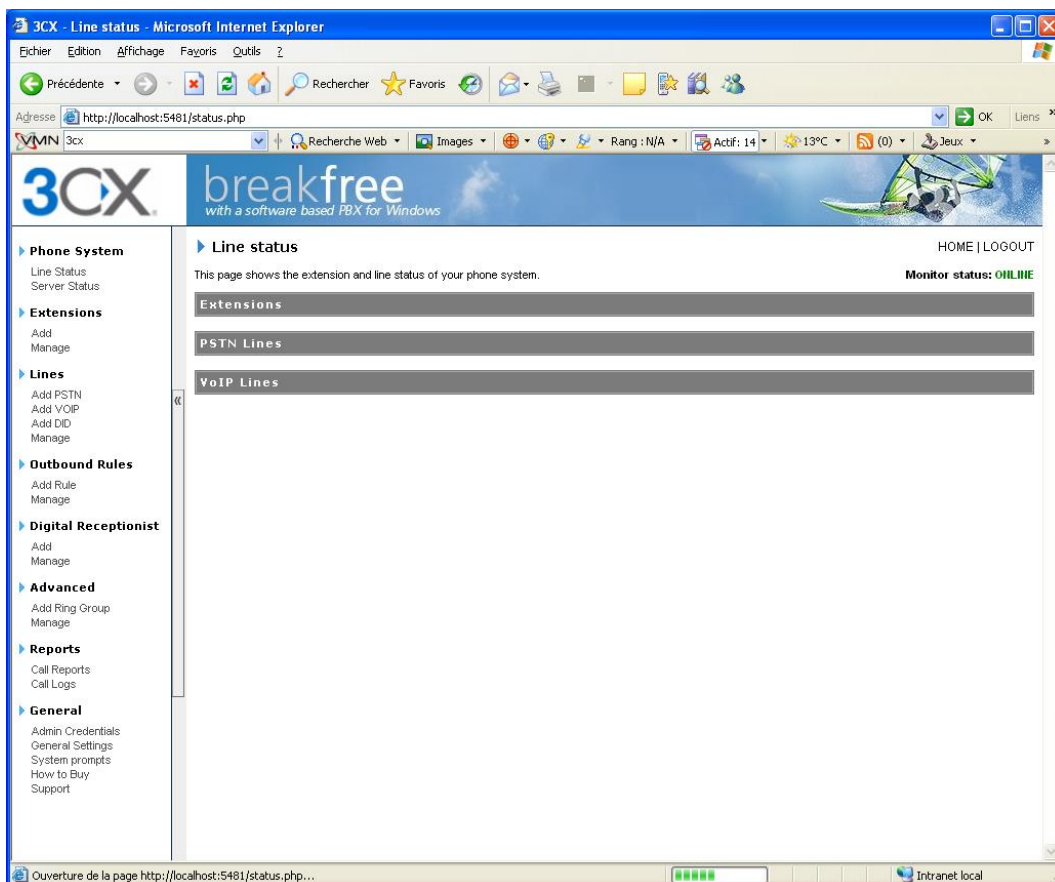 3CX - Line status - Microsoft Internet Explorer
Fichier Edition Affichage Favoris Outils ?
Précédente Rechercher Favoris
Adresse http://localhost:5481/status.php OK Liens
VMN 3cx Recherche Web Images Rang : N/A Actif: 14 13°C (0) Jeux
3CX
breakfree
with a software based PBX for Windows
Phone System
Line Status
Server Status
Extensions
Add
Manage
Lines
Add PSTN
Add VOIP
Add DID
Manage
Outbound Rules
Add Rule
Manage
Digital Receptionist
Add
Manage
Advanced
Add Ring Group
Manage
Reports
Call Reports
Call Logs
General
Admin Credentials
General Settings
System prompts
How to Buy
Support
Line status
HOME | LOGOUT
This page shows the extension and line status of your phone system.
Monitor status: ONLINE
Extensions
PSTN Lines
VoIP Lines
Ouverture de la page http://localhost:5481/status.php... Intranet local